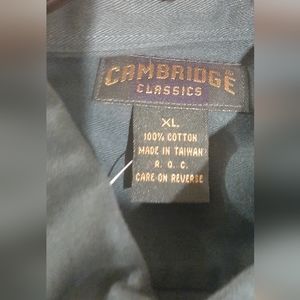 CAMBRIDGE®
CLASSICS
XL
100% COTTON
MADE IN TAIWAN
R. O. C.
CARE ON REVERSE